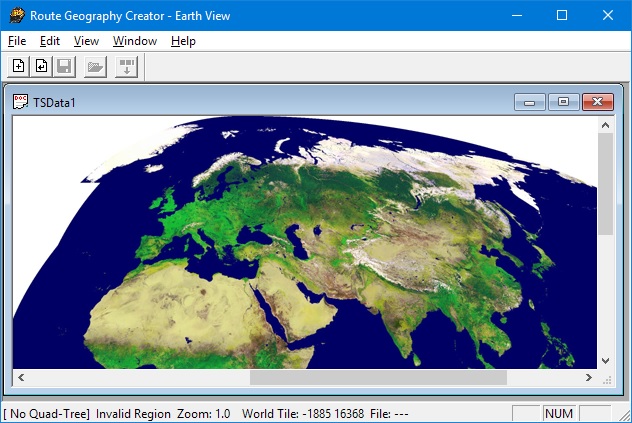 Route Geography Creator - Earth View
File Edit View Window Help
DOC TSData1
[ No Quad-Tree] Invalid Region Zoom: 1.0 World Tile: -1885 16368 File: --- NUM